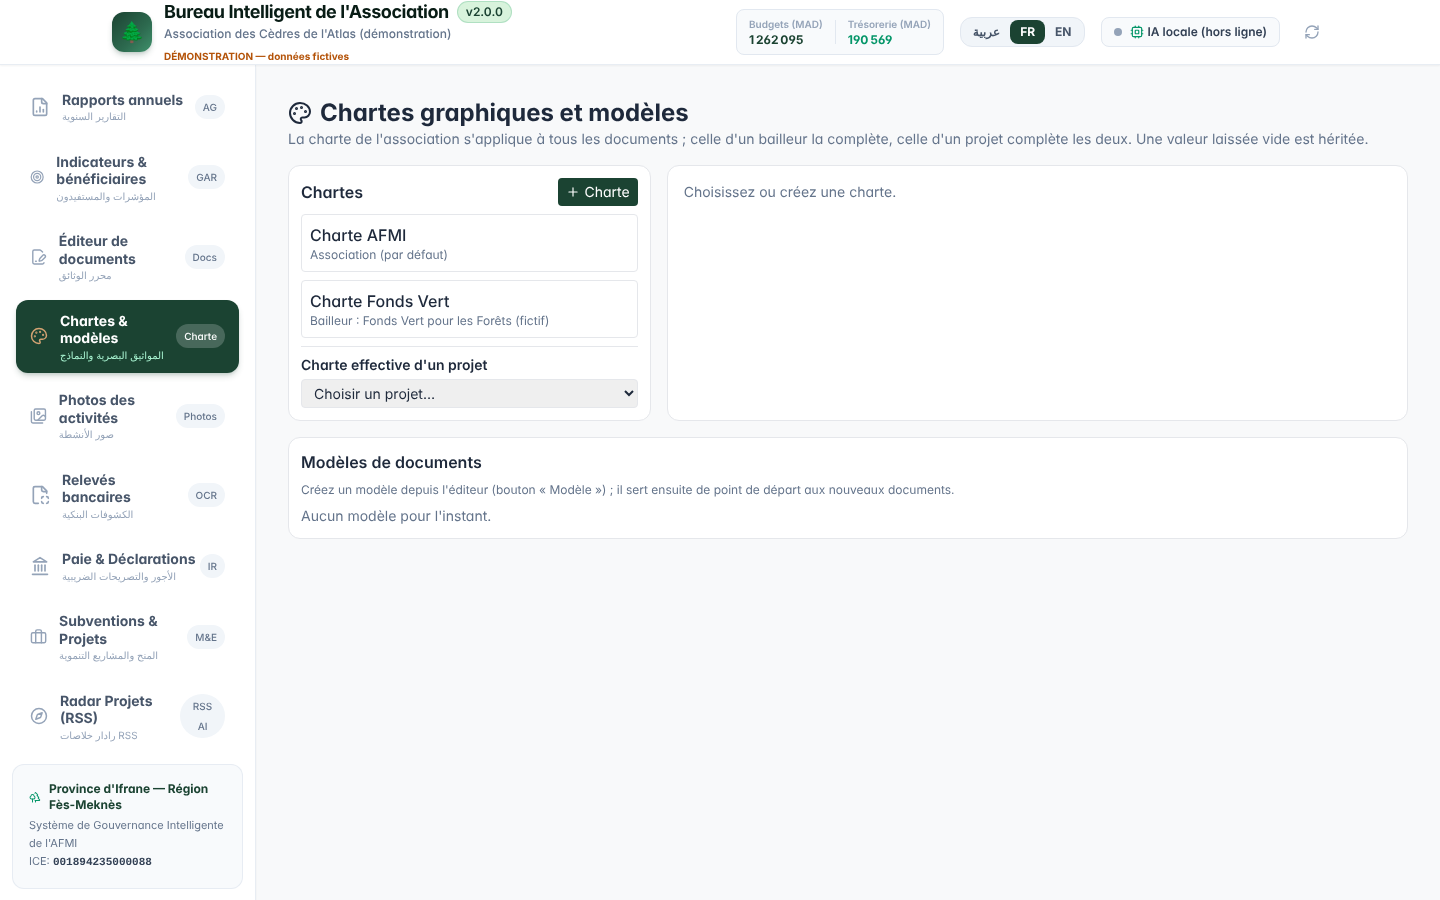 Bureau Intelligent de l'Association v2.0.0
Association des Cèdres de l'Atlas (démonstration)
DÉMONSTRATION — données fictives
Budgets (MAD)
1 262 095
Trésorerie (MAD)
190 569
عربية FR EN
IA locale (hors ligne)
Rapports annuels
التقارير السنوية
AG
Indicateurs &
bénéficiaires
المؤشرات والمستفيدون
GAR
Éditeur de
documents
محرر الوثائق
Docs
Chartes &
modèles
المواثيق البصرية والنماذج
Charte
Photos des
activités
صور الأنشطة
Photos
Relevés
bancaires
الكشوفات البنكية
OCR
Paie & Déclarations
الأجور والتصريحات الضريبية
IR
Subventions &
Projets
المنح والمشاريع التنموية
M&E
Radar Projets
(RSS)
رادار خلاصات RSS
RSS
AI
Province d'Ifrane — Région
Fès-Meknès
Système de Gouvernance Intelligente
de l'AFMI
ICE: 001894235000088
Chartes graphiques et modèles
La charte de l'association s'applique à tous les documents ; celle d'un bailleur la complète, celle d'un projet complète les deux. Une valeur laissée vide est héritée.
Chartes
+ Charte
Charte AFMI
Association (par défaut)
Charte Fonds Vert
Bailleur : Fonds Vert pour les Forêts (fictif)
Charte effective d'un projet
Choisir un projet...
Choisissez ou créez une charte.
Modèles de documents
Créez un modèle depuis l'éditeur (bouton « Modèle ») ; il sert ensuite de point de départ aux nouveaux documents.
Aucun modèle pour l'instant.